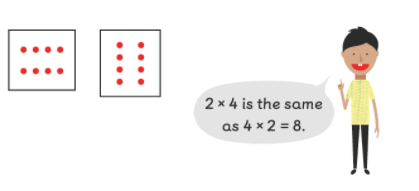 2 × 4 is the same
as 4 × 2 = 8.